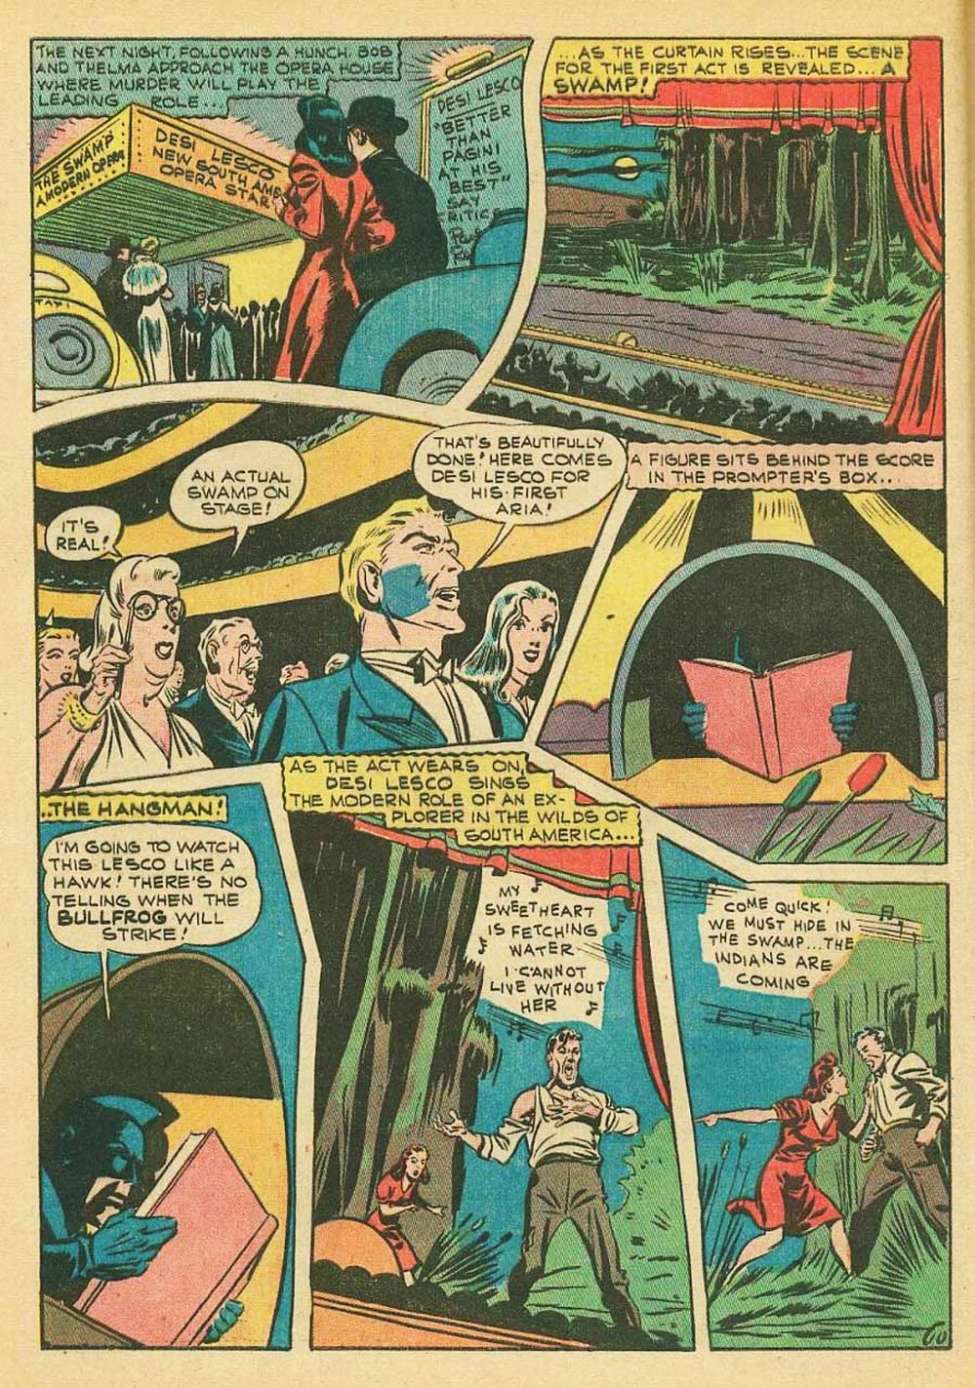 THE NEXT NIGHT, FOLLOWING A HUNCH, BOB
AND THELMA APPROACH THE OPERA HOUSE
WHERE MURDER WILL PLAY THE
LEADING ROLE...
THE SWAMP
A MODERN OPERA
DESI LESCO
NEW SOUTH AME
OPERA STAR
DESI LESCO
"BETTER
THAN
PAGINI
AT HIS
BEST"
SAY
CRITICS
TAXI
...AS THE CURTAIN RISES...THE SCENE
FOR THE FIRST ACT IS REVEALED...A
SWAMP!
IT'S
REAL!
AN ACTUAL
SWAMP ON
STAGE!
THAT'S BEAUTIFULLY
DONE! HERE COMES
DESI LESCO FOR
HIS FIRST
ARIA!
A FIGURE SITS BEHIND THE SCORE
IN THE PROMPTER'S BOX...
...THE HANGMAN!
I'M GOING TO WATCH
THIS LESCO LIKE A
HAWK! THERE'S NO
TELLING WHEN THE
BULLFROG WILL
STRIKE!
AS THE ACT WEARS ON,
DESI LESCO SINGS
THE MODERN ROLE OF AN EX-
PLORER IN THE WILDS OF
SOUTH AMERICA...
MY
SWEETHEART
IS FETCHING
WATER
I CANNOT
LIVE WITHOUT
HER
COME QUICK!
WE MUST HIDE IN
THE SWAMP...THE
INDIANS ARE
COMING